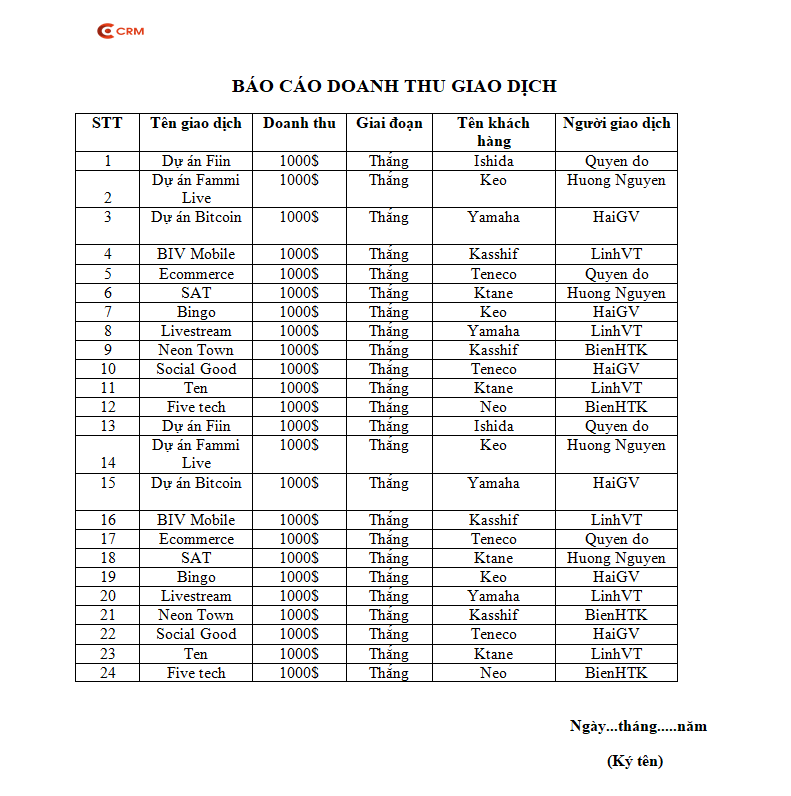 CRM
BÁO CÁO DOANH THU GIAO DỊCH
STT Tên giao dịch Doanh thu Giai đoạn Tên khách hàng Người giao dịch
1 Dự án Fiin 1000$ Thắng Ishida Quyen do
2 Dự án Fammi Live 1000$ Thắng Keo Huong Nguyen
3 Dự án Bitcoin 1000$ Thắng Yamaha HaiGV
4 BIV Mobile 1000$ Thắng Kasshif LinhVT
5 Ecommerce 1000$ Thắng Teneco Quyen do
6 SAT 1000$ Thắng Ktane Huong Nguyen
7 Bingo 1000$ Thắng Keo HaiGV
8 Livestream 1000$ Thắng Yamaha LinhVT
9 Neon Town 1000$ Thắng Kasshif BienHTK
10 Social Good 1000$ Thắng Teneco HaiGV
11 Ten 1000$ Thắng Ktane LinhVT
12 Five tech 1000$ Thắng Neo BienHTK
13 Dự án Fiin 1000$ Thắng Ishida Quyen do
14 Dự án Fammi Live 1000$ Thắng Keo Huong Nguyen
15 Dự án Bitcoin 1000$ Thắng Yamaha HaiGV
16 BIV Mobile 1000$ Thắng Kasshif LinhVT
17 Ecommerce 1000$ Thắng Teneco Quyen do
18 SAT 1000$ Thắng Ktane Huong Nguyen
19 Bingo 1000$ Thắng Keo HaiGV
20 Livestream 1000$ Thắng Yamaha LinhVT
21 Neon Town 1000$ Thắng Kasshif BienHTK
22 Social Good 1000$ Thắng Teneco HaiGV
23 Ten 1000$ Thắng Ktane LinhVT
24 Five tech 1000$ Thắng Neo BienHTK
Ngày...tháng.....năm
(Ký tên)